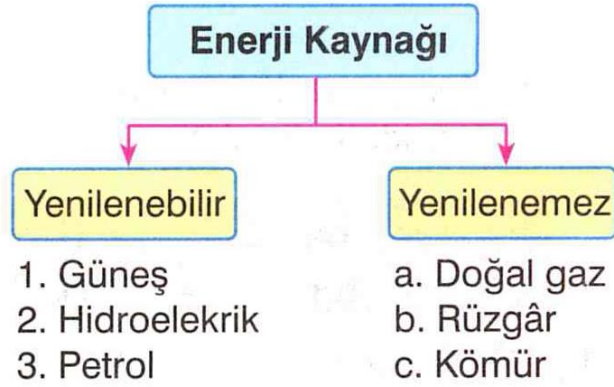 Enerji Kaynağı
Yenilenebilir
1. Güneş
2. Hidroelekrik
3. Petrol
Yenilenemez
a. Doğal gaz
b. Rüzgâr
c. Kömür